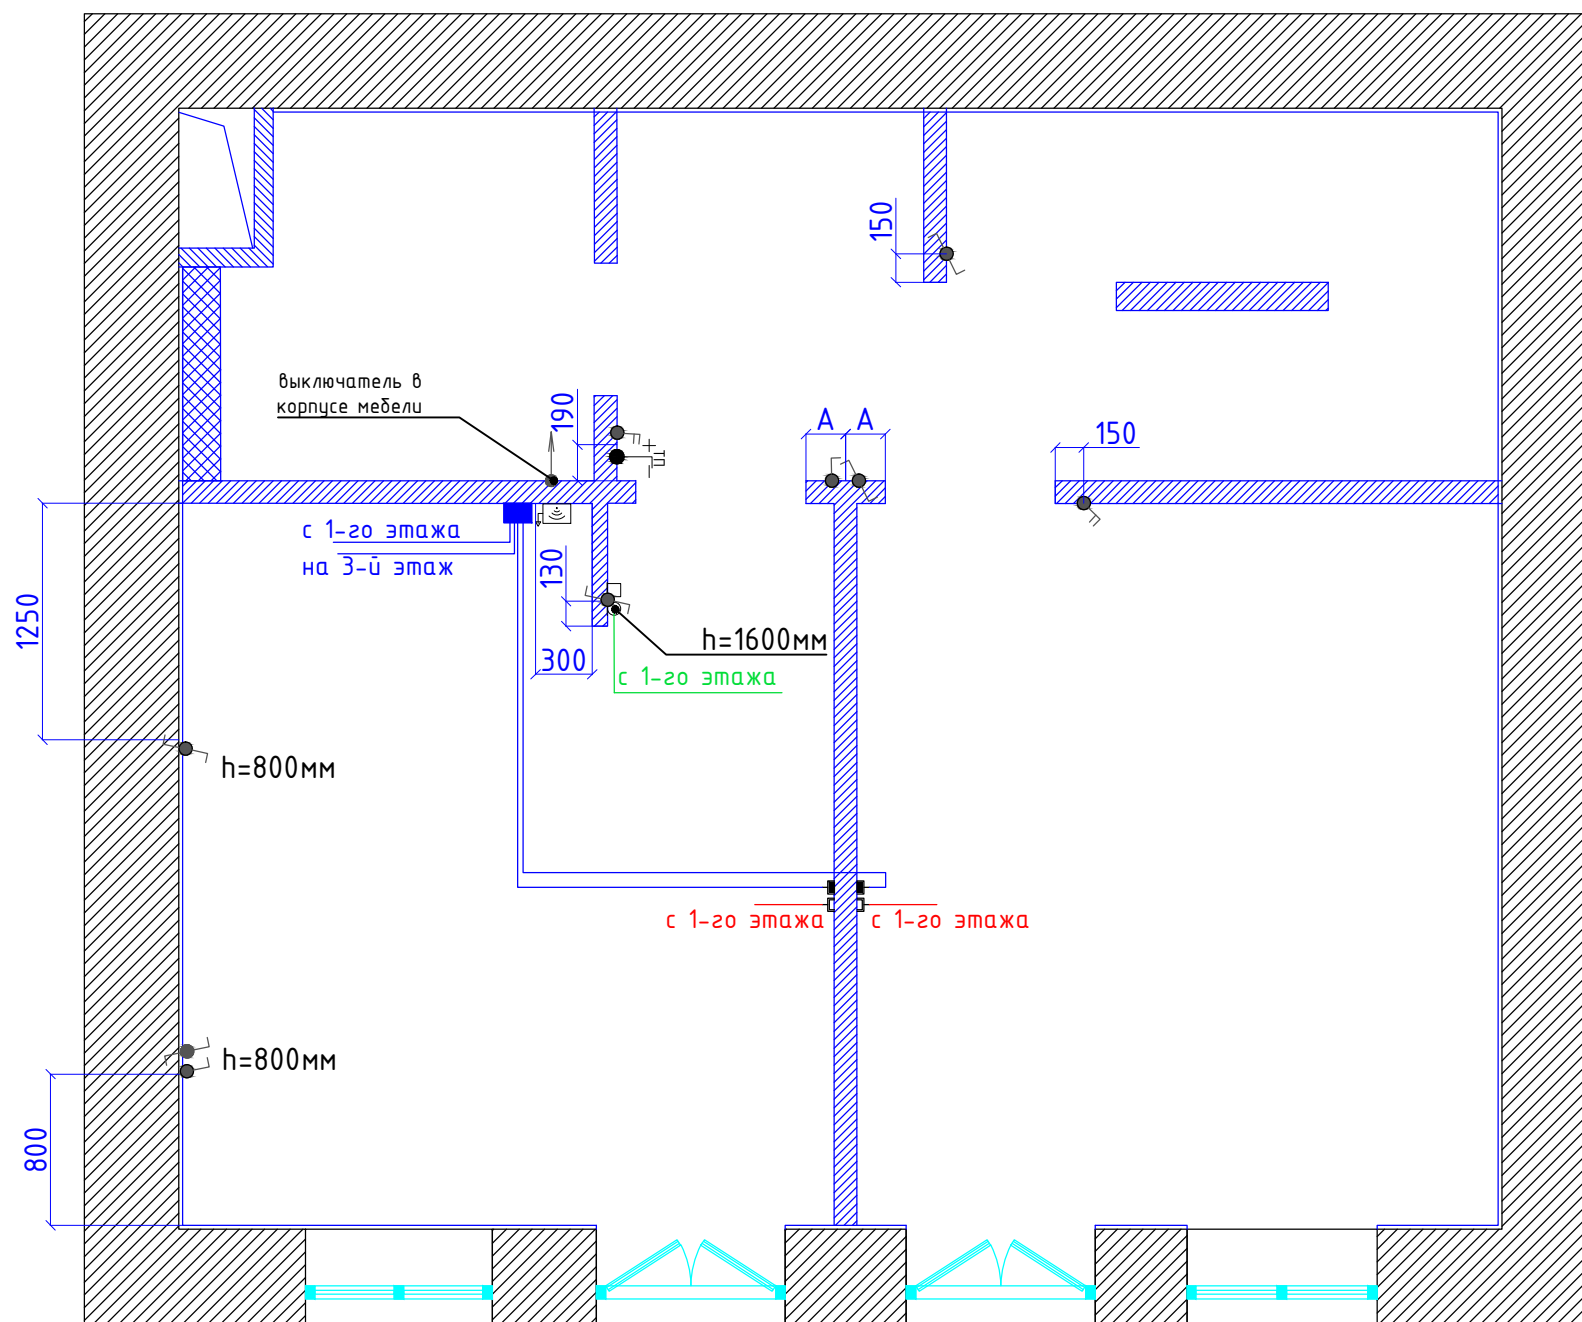 150
выключатель в
корпусе мебели
190
+
тп
-
А
А
150
с 1-го этажа
на 3-й этаж
130
1250
h=1600мм
300
с 1-го этажа
h=800мм
с 1-го этажа
с 1-го этажа
h=800мм
800